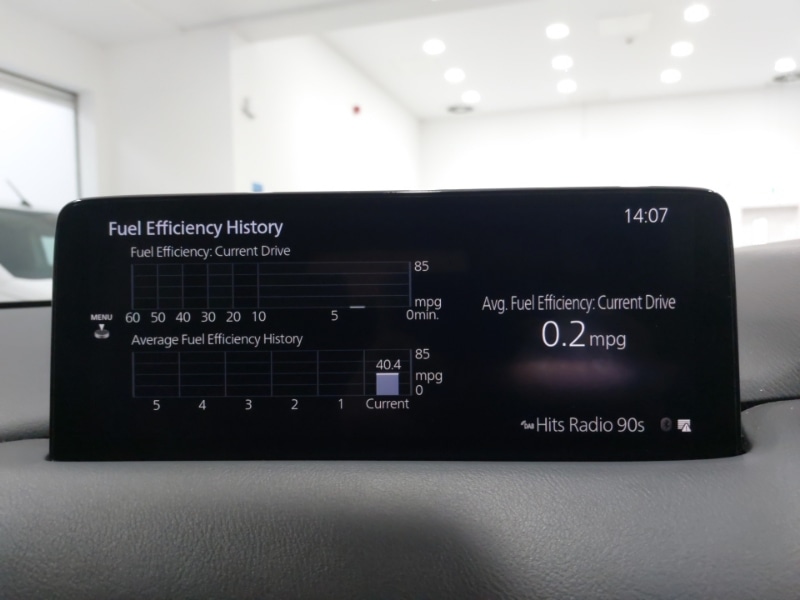 Fuel Efficiency History
14:07
Fuel Efficiency: Current Drive
85
mpg
MENU
60 50 40 30 20 10 5 0min.
Avg. Fuel Efficiency: Current Drive
0.2 mpg
Average Fuel Efficiency History
85
40.4
mpg
0
5 4 3 2 1 Current
Hits Radio 90s